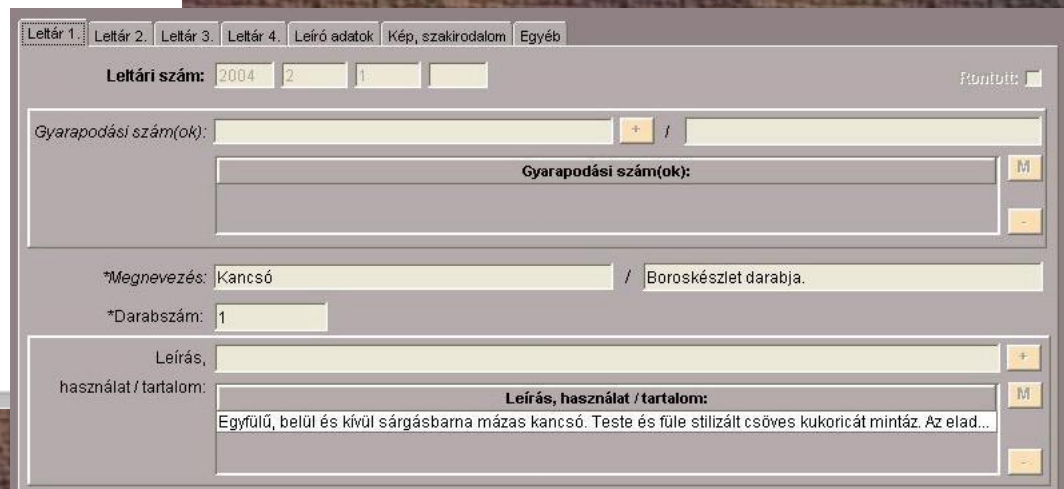 Leltár 1. Leltár 2. Leltár 3. Leltár 4. Leíró adatok Kép, szakirodalom Egyéb
Leltári szám: 2004 2 1 Rontott:
Gyarapodási szám(ok): + /
Gyarapodási szám(ok): M
-
*Megnevezés: Kancsó / Boroskészlet darabja.
*Darabszám: 1
Leírás, +
használat / tartalom: Leírás, használat / tartalom: M
Egyfülű, belül és kívül sárgásbarna mázas kancsó. Teste és füle stilizált csöves kukoricát mintáz. Az elad...
-